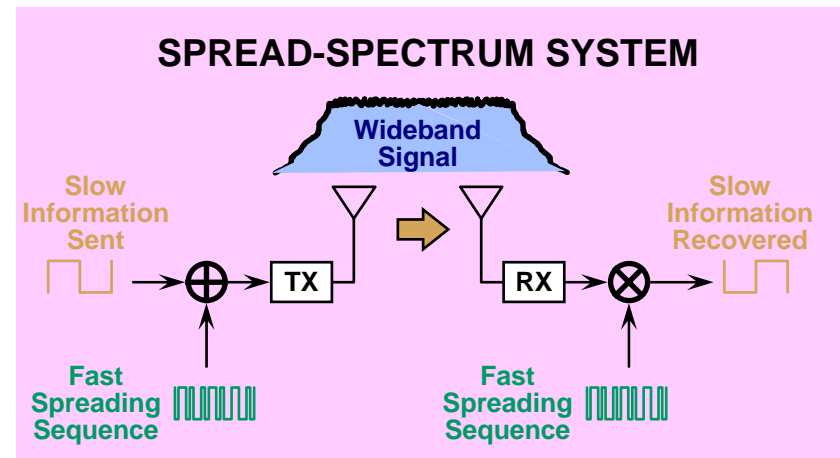 SPREAD-SPECTRUM SYSTEM
Wideband
Signal
Slow
Information
Sent
Slow
Information
Recovered
TX
RX
Fast
Spreading
Sequence
Fast
Spreading
Sequence